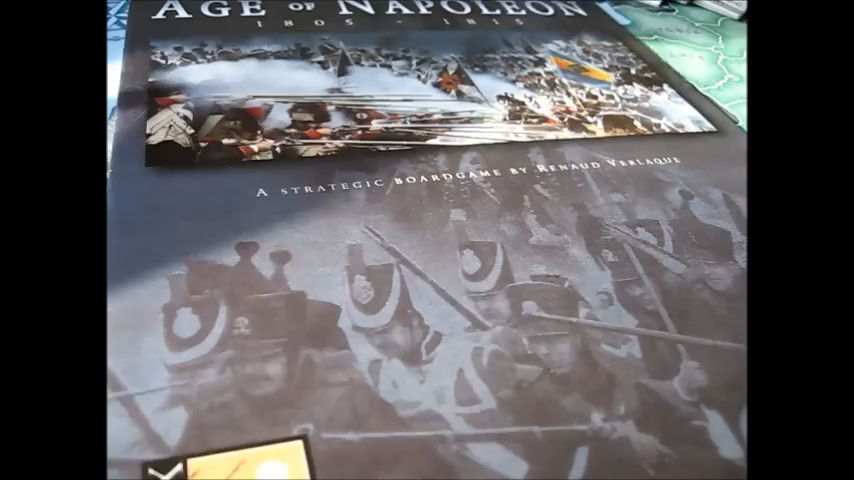 AGE OF NAPOLEON
1805 - 1815
A STRATEGIC BOARDGAME BY RENAUD VERLAQUE